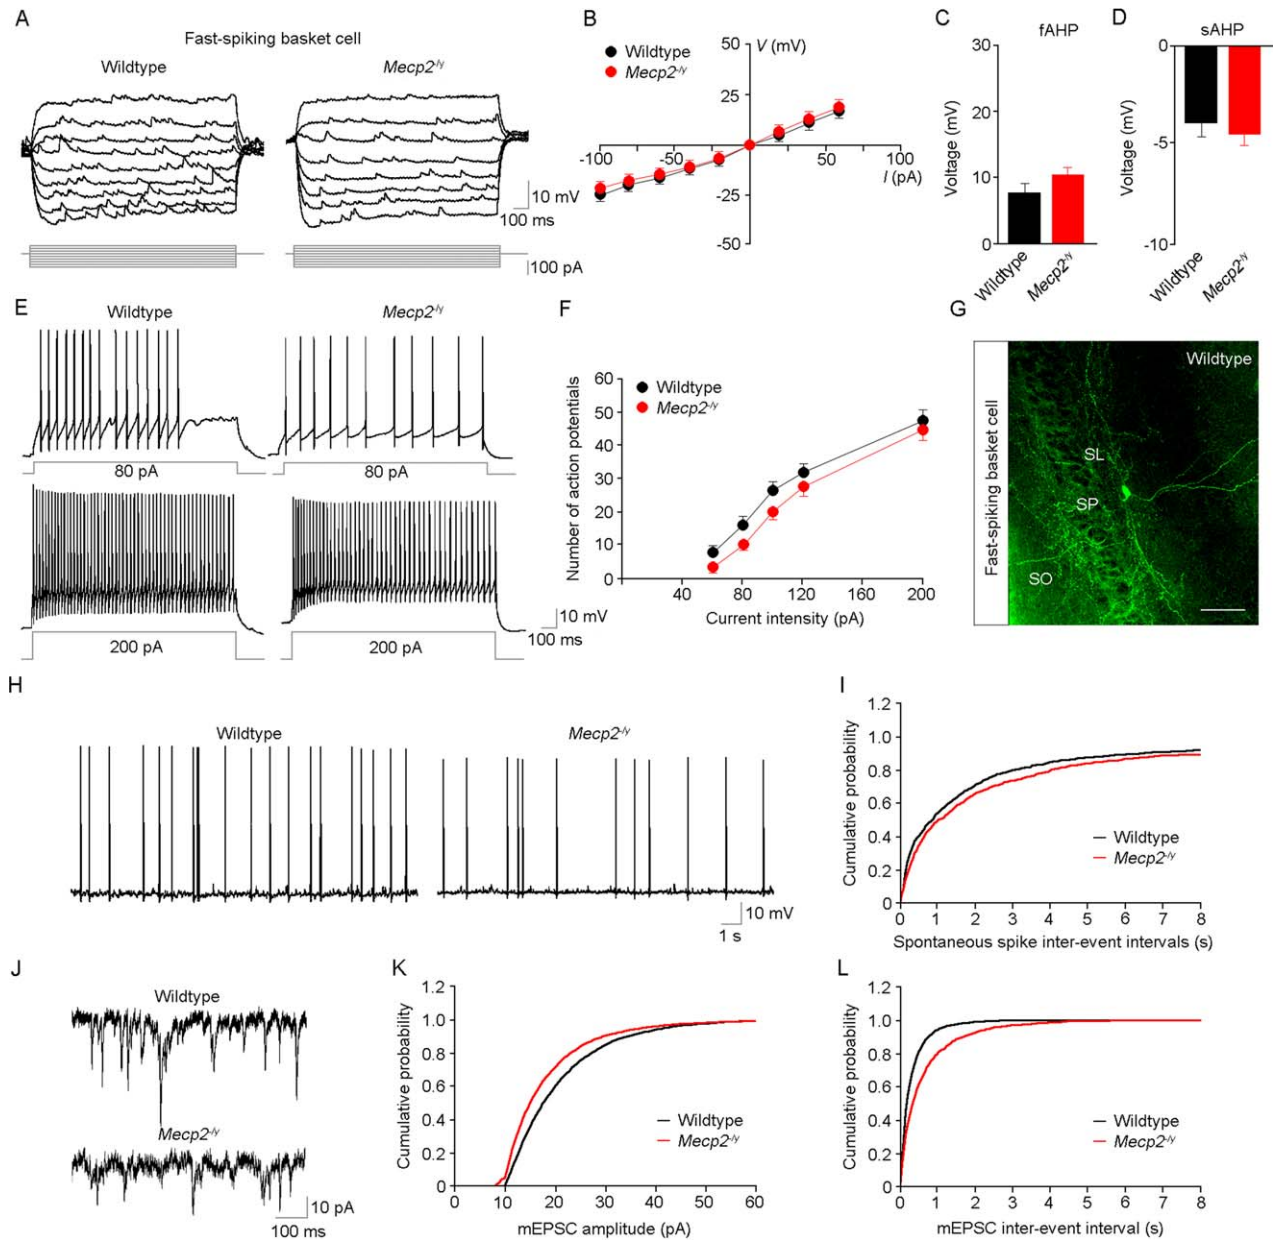 A
Fast-spiking basket cell
Wildtype
Mecp2-/y
10 mV
100 ms
100 pA
B
Wildtype
Mecp2-/y
V (mV)
50
25
-25
-50
-100
-50
50
100
I (pA)
C
fAHP
Voltage (mV)
30
20
10
0
Wildtype
Mecp2-/y
D
sAHP
Voltage (mV)
0
-5
-10
Wildtype
Mecp2-/y
E
Wildtype
Mecp2-/y
80 pA
80 pA
200 pA
200 pA
10 mV
100 ms
F
Wildtype
Mecp2-/y
Number of action potentials
60
50
40
30
20
10
0
40
80
120
160
200
Current intensity (pA)
G
Fast-spiking basket cell
Wildtype
SL
SP
SO
H
Wildtype
Mecp2-/y
10 mV
1 s
I
Cumulative probability
1.2
1.0
0.8
0.6
0.4
0.2
0
Wildtype
Mecp2-/y
0 1 2 3 4 5 6 7 8
Spontaneous spike inter-event intervals (s)
J
Wildtype
Mecp2-/y
10 pA
100 ms
K
Cumulative probability
1.2
1.0
0.8
0.6
0.4
0.2
0
Wildtype
Mecp2-/y
0 10 20 30 40 50 60
mEPSC amplitude (pA)
L
Cumulative probability
1.2
1.0
0.8
0.6
0.4
0.2
0
Wildtype
Mecp2-/y
0 1 2 3 4 5 6 7 8
mEPSC inter-event interval (s)